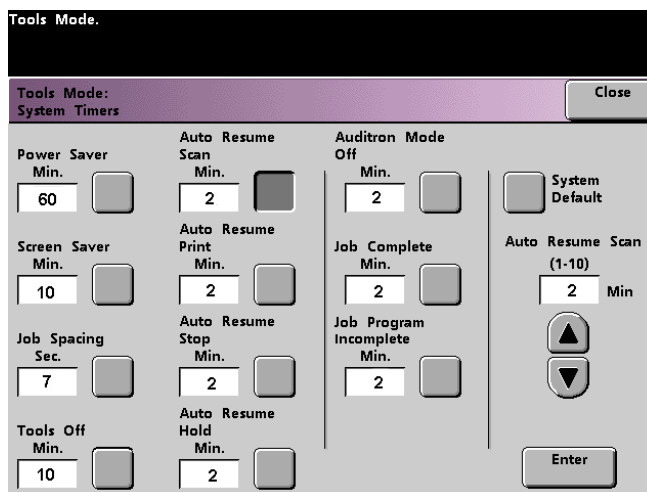 Tools Mode.
Tools Mode:
System Timers
Close
Power Saver
Min.
60
Screen Saver
Min.
10
Job Spacing
Sec.
7
Tools Off
Min.
10
Auto Resume
Scan
Min.
2
Auto Resume
Print
Min.
2
Auto Resume
Stop
Min.
2
Auto Resume
Hold
Min.
2
Auditron Mode
Off
Min.
2
Job Complete
Min.
2
Job Program
Incomplete
Min.
2
System
Default
Auto Resume Scan
(1-10)
2 Min
Enter